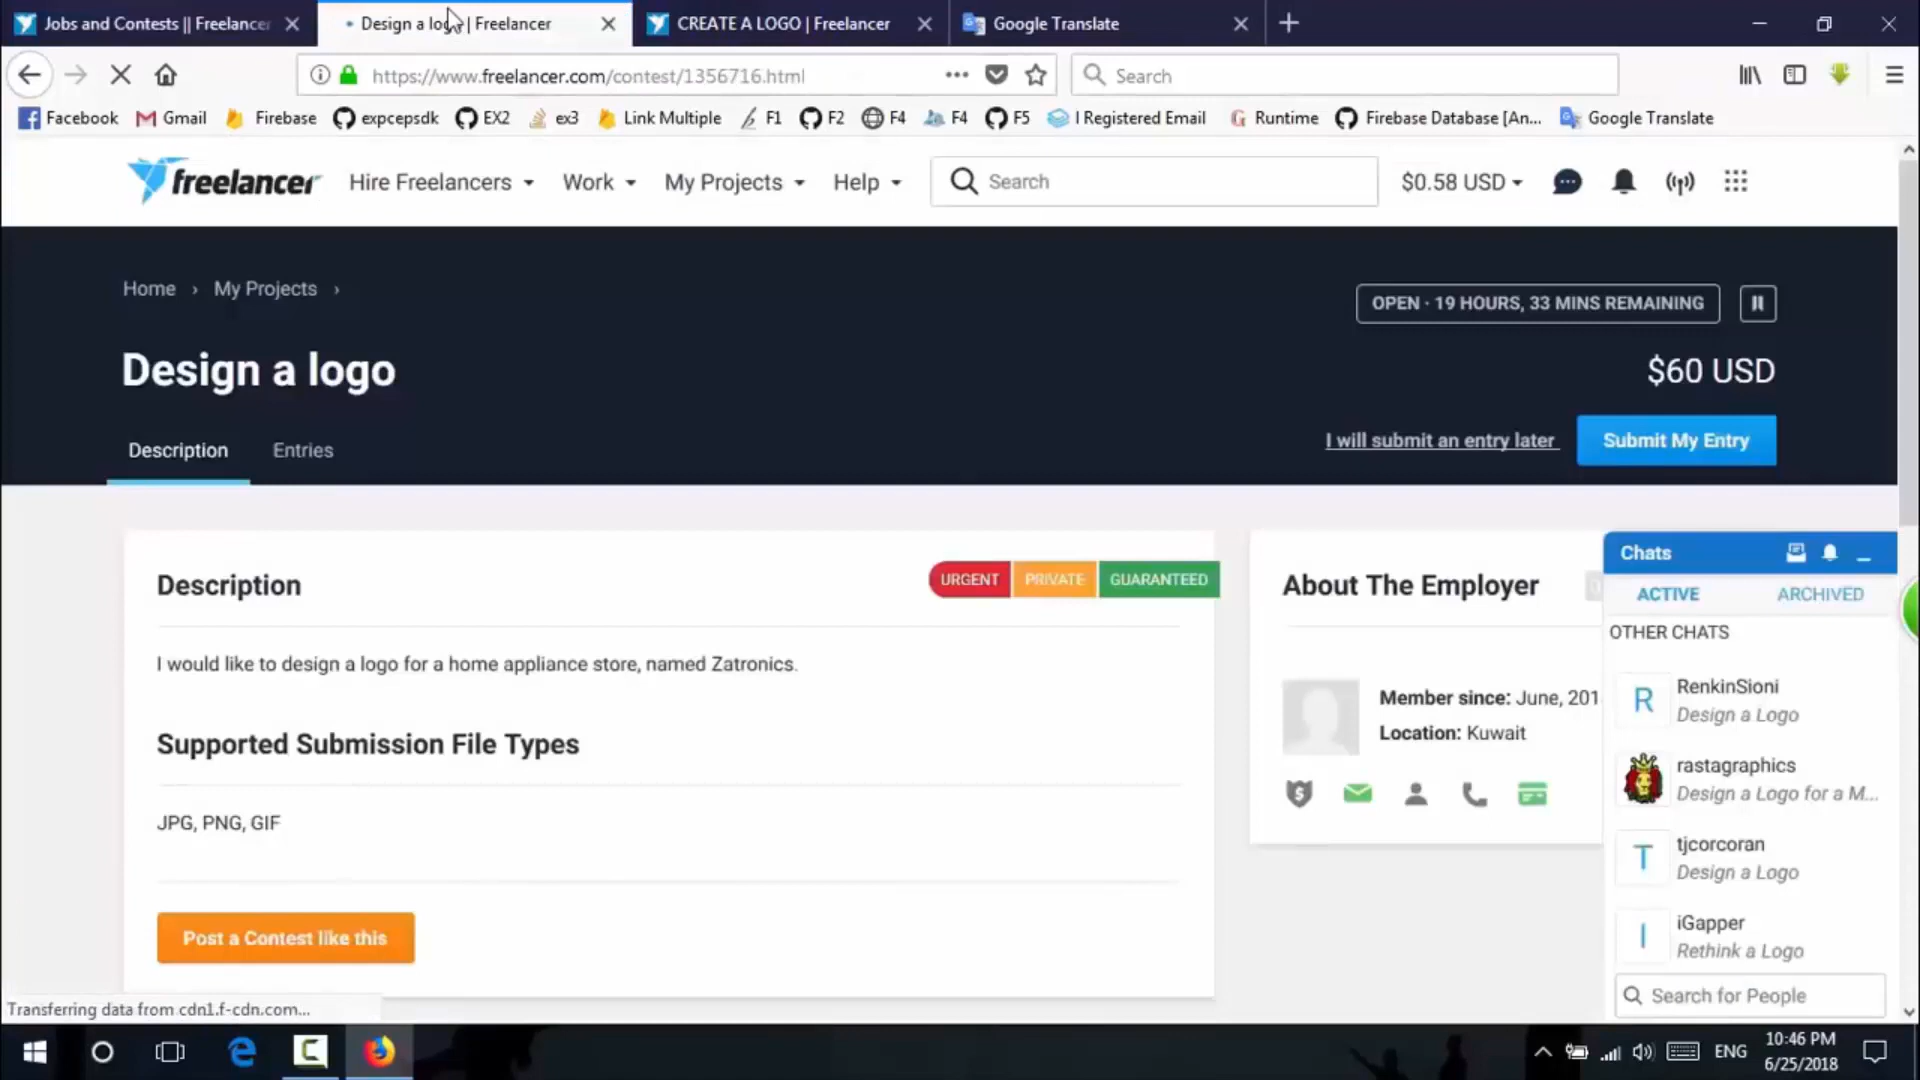 Jobs and Contests || Freelancer
Design a logo | Freelancer
CREATE A LOGO | Freelancer
Google Translate
https://www.freelancer.com/contest/1356716.html
Search
Facebook
Gmail
Firebase
expcepsdk
EX2
ex3
Link Multiple
F1
F2
F4
F4
F5
I Registered Email
Runtime
Firebase Database [An...
Google Translate
freelancer
Hire Freelancers
Work
My Projects
Help
Search
$0.58 USD
Home › My Projects ›
OPEN · 19 HOURS, 33 MINS REMAINING
Design a logo
$60 USD
Description
Entries
I will submit an entry later
Submit My Entry
Description
URGENT
PRIVATE
GUARANTEED
I would like to design a logo for a home appliance store, named Zatronics.
Supported Submission File Types
JPG, PNG, GIF
Post a Contest like this
About The Employer
Member since: June, 201
Location: Kuwait
Chats
ACTIVE
ARCHIVED
OTHER CHATS
R
RenkinSioni
Design a Logo
rastagraphics
Design a Logo for a M...
T
tjcorcoran
Design a Logo
I
iGapper
Rethink a Logo
Search for People
Transferring data from cdn1.f-cdn.com...
ENG
10:46 PM
6/25/2018